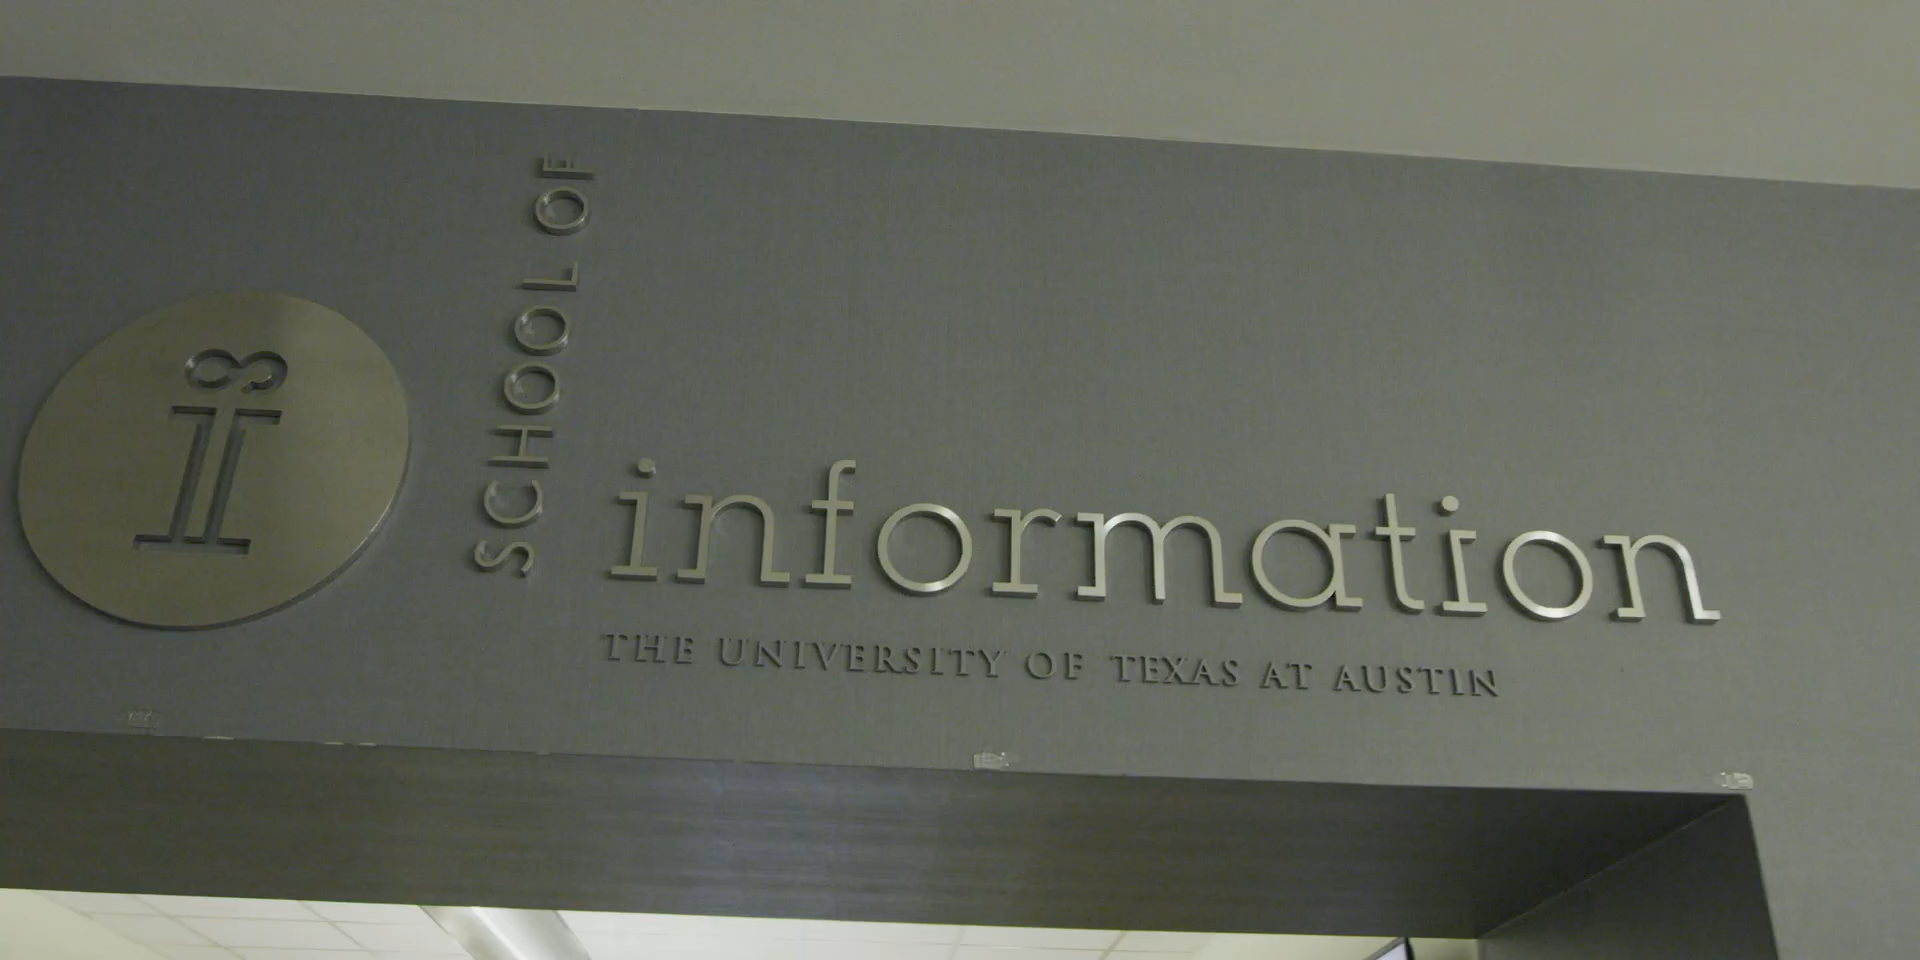 SCHOOL OF
information
THE UNIVERSITY OF TEXAS AT AUSTIN